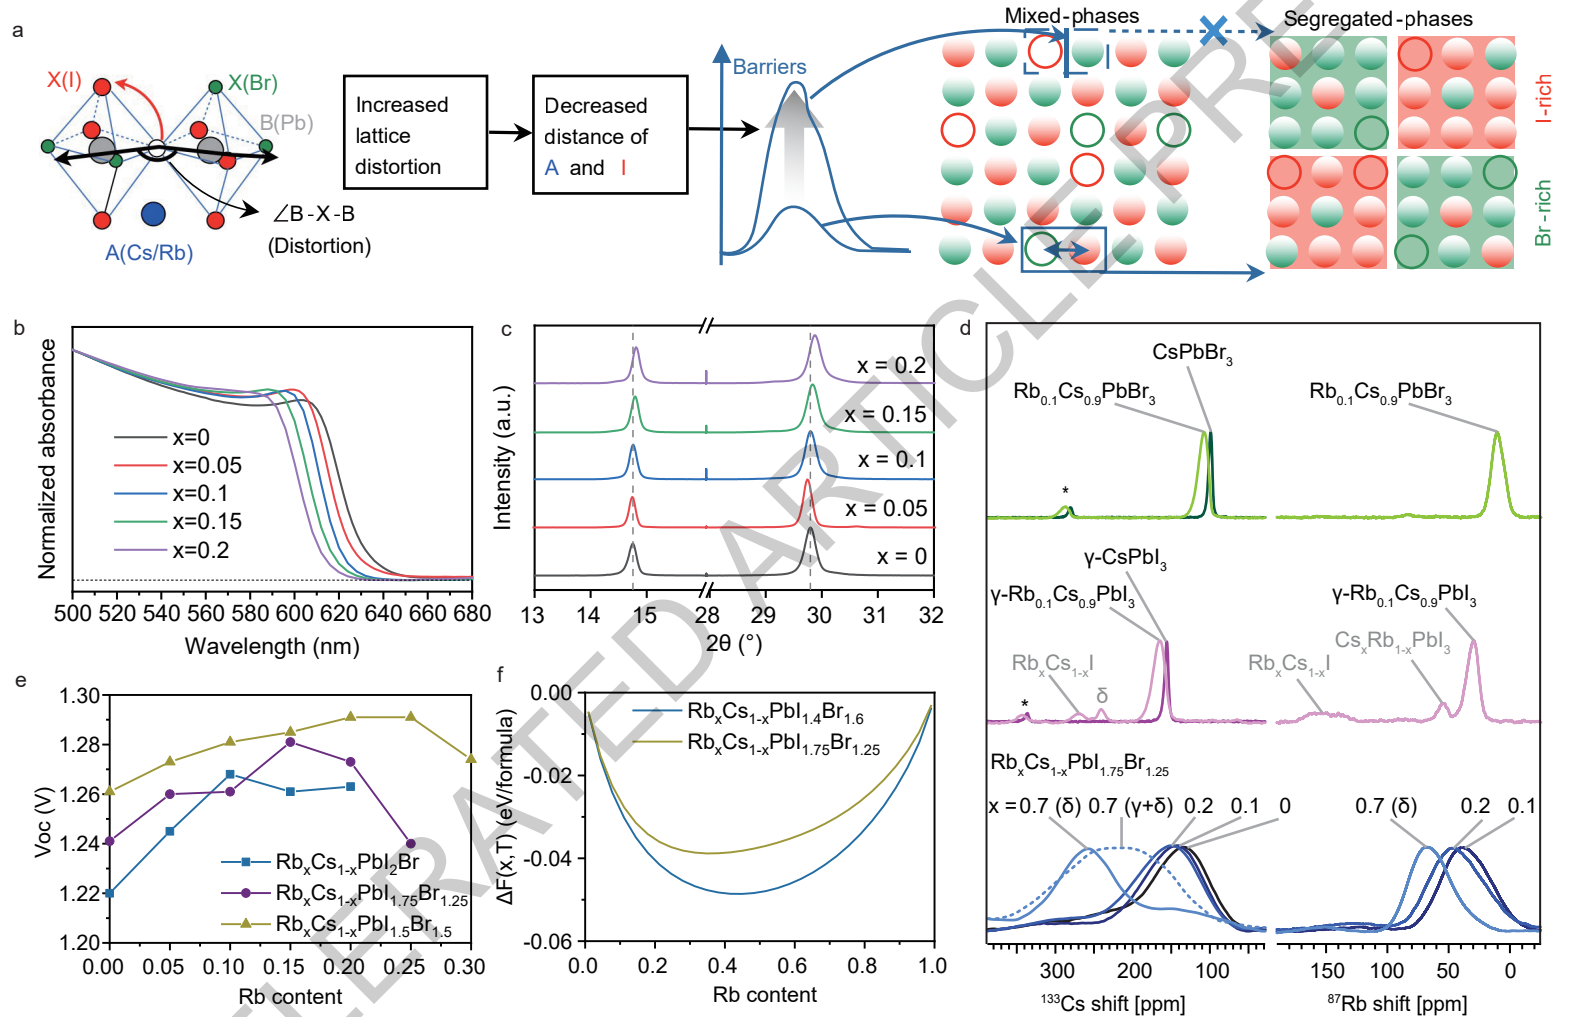 a
X(I)
X(Br)
B(Pb)
A(Cs/Rb)
∠B-X-B
(Distortion)
Increased
lattice
distortion
Decreased
distance of
A and I
Barriers
Mixed-phases
Segregated-phases
I-rich
Br-rich
b
Normalized absorbance
x=0
x=0.05
x=0.1
x=0.15
x=0.2
500 520 540 560 580 600 620 640 660 680
Wavelength (nm)
c
Intensity (a.u.)
x = 0.2
x = 0.15
x = 0.1
x = 0.05
x = 0
13 14 15 28 29 30 31 32
2θ (°)
d
CsPbBr3
Rb0.1Cs0.9PbBr3
Rb0.1Cs0.9PbBr3
*
γ-CsPbI3
γ-Rb0.1Cs0.9PbI3
γ-Rb0.1Cs0.9PbI3
RbxCs1-xI
δ
*
CsxRb1-xPbI3
RbxCs1-xI
RbxCs1-xPbI1.75Br1.25
x = 0.7 (δ) 0.7 (γ+δ) 0.2 0.1 0
0.7 (δ) 0.2 0.1
300 200 100
150 100 50 0
133Cs shift [ppm]
87Rb shift [ppm]
e
Voc (V)
1.30
1.28
1.26
1.24
1.22
1.20
RbxCs1-xPbI2Br
RbxCs1-xPbI1.75Br1.25
RbxCs1-xPbI1.5Br1.5
0.00 0.05 0.10 0.15 0.20 0.25 0.30
Rb content
f
ΔF(x,T) (eV/formula)
0.00
-0.02
-0.04
-0.06
RbxCs1-xPbI1.4Br1.6
RbxCs1-xPbI1.75Br1.25
0.0 0.2 0.4 0.6 0.8 1.0
Rb content
LERATED ARTICLE PRE